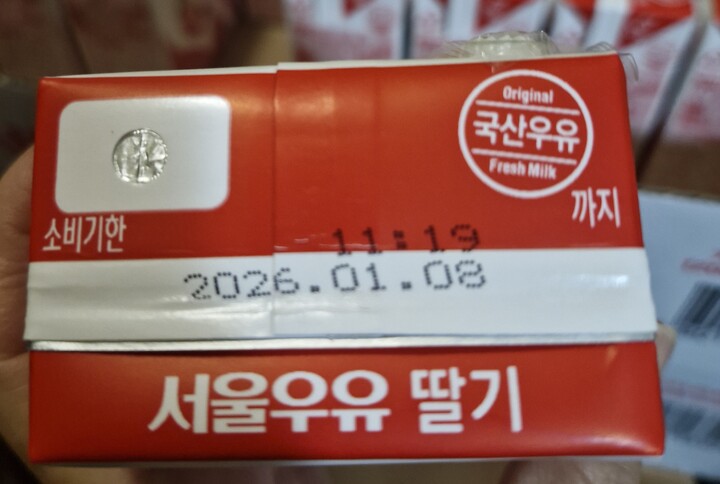 Original
국산우유
Fresh Milk
소비기한
까지
11:19
2026.01.08
서울우유 딸기